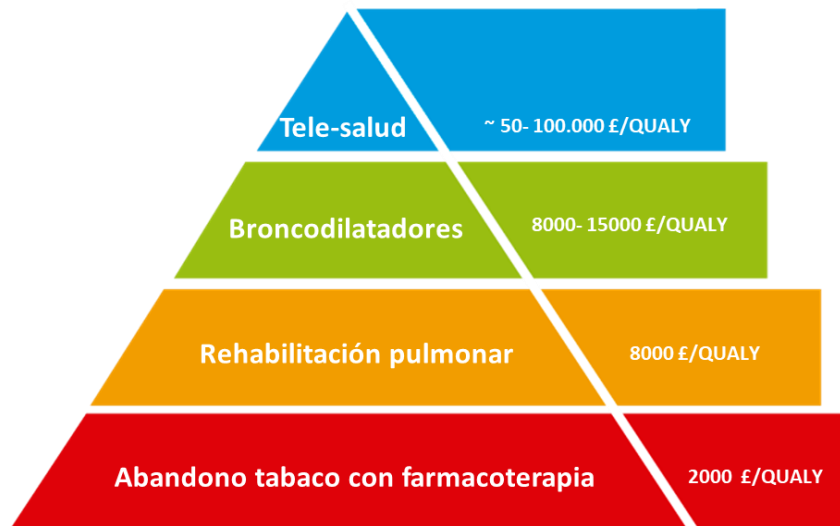 Tele-salud
~ 50- 100.000 £/QUALY
Broncodilatadores
8000- 15000 £/QUALY
Rehabilitación pulmonar
8000 £/QUALY
Abandono tabaco con farmacoterapia
2000 £/QUALY